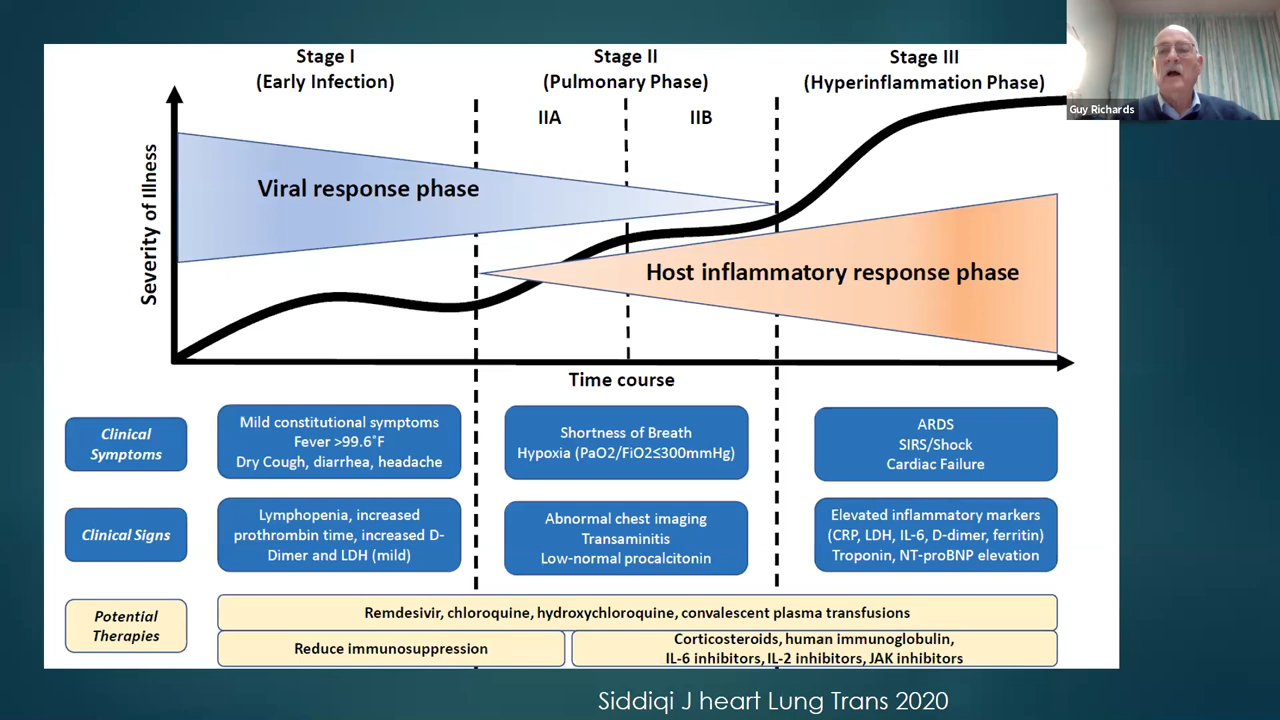 Stage I
(Early Infection)
Stage II
(Pulmonary Phase)
Stage III
(Hyperinflammation Phase)
Guy Richards
IIA
IIB
Severity of Illness
Viral response phase
Host inflammatory response phase
Time course
Clinical
Symptoms
Mild constitutional symptoms
Fever >99.6°F
Dry Cough, diarrhea, headache
Shortness of Breath
Hypoxia (PaO2/FiO2≤300mmHg)
ARDS
SIRS/Shock
Cardiac Failure
Clinical Signs
Lymphopenia, increased
prothrombin time, increased D-
Dimer and LDH (mild)
Abnormal chest imaging
Transaminitis
Low-normal procalcitonin
Elevated inflammatory markers
(CRP, LDH, IL-6, D-dimer, ferritin)
Troponin, NT-proBNP elevation
Potential
Therapies
Remdesivir, chloroquine, hydroxychloroquine, convalescent plasma transfusions
Reduce immunosuppression
Corticosteroids, human immunoglobulin,
IL-6 inhibitors, IL-2 inhibitors, JAK inhibitors
Siddiqi J heart Lung Trans 2020